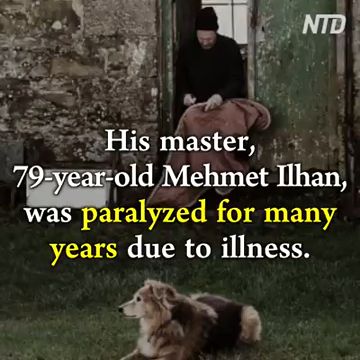 NTD
His master,
79-year-old Mehmet Ilhan,
was paralyzed for many
years due to illness.